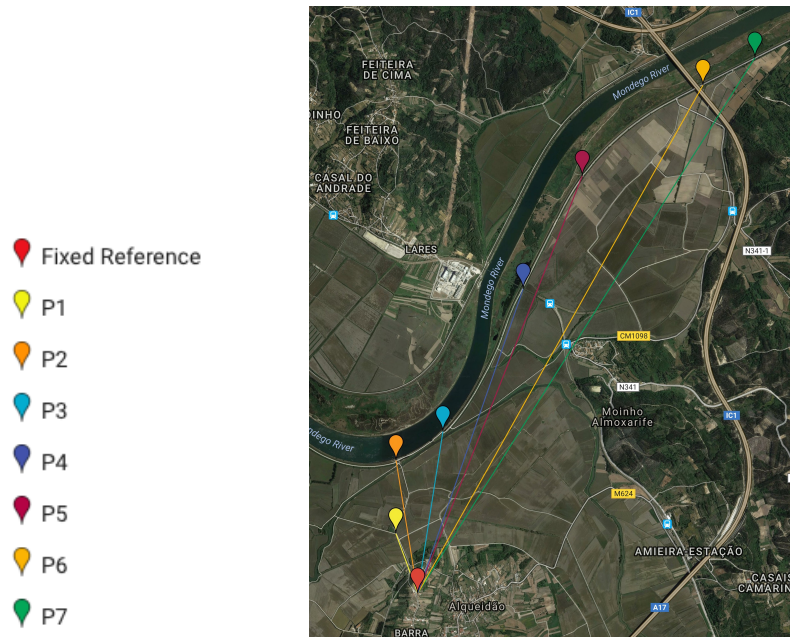 Fixed Reference
P1
P2
P3
P4
P5
P6
P7
IC1
FEITEIRA
DE CIMA
Mondego River
DINHO
FEITEIRA
DE BAIXO
CASAL DO
ANDRADE
LARES
N341-1
Mondego River
CM1098
N341
Moinho
Almoxarife
IC1
Mondego River
M624
AMIEIRA-ESTAÇÃO
CASAIS
CAMARIN
Alqueidão
A17
BARRA